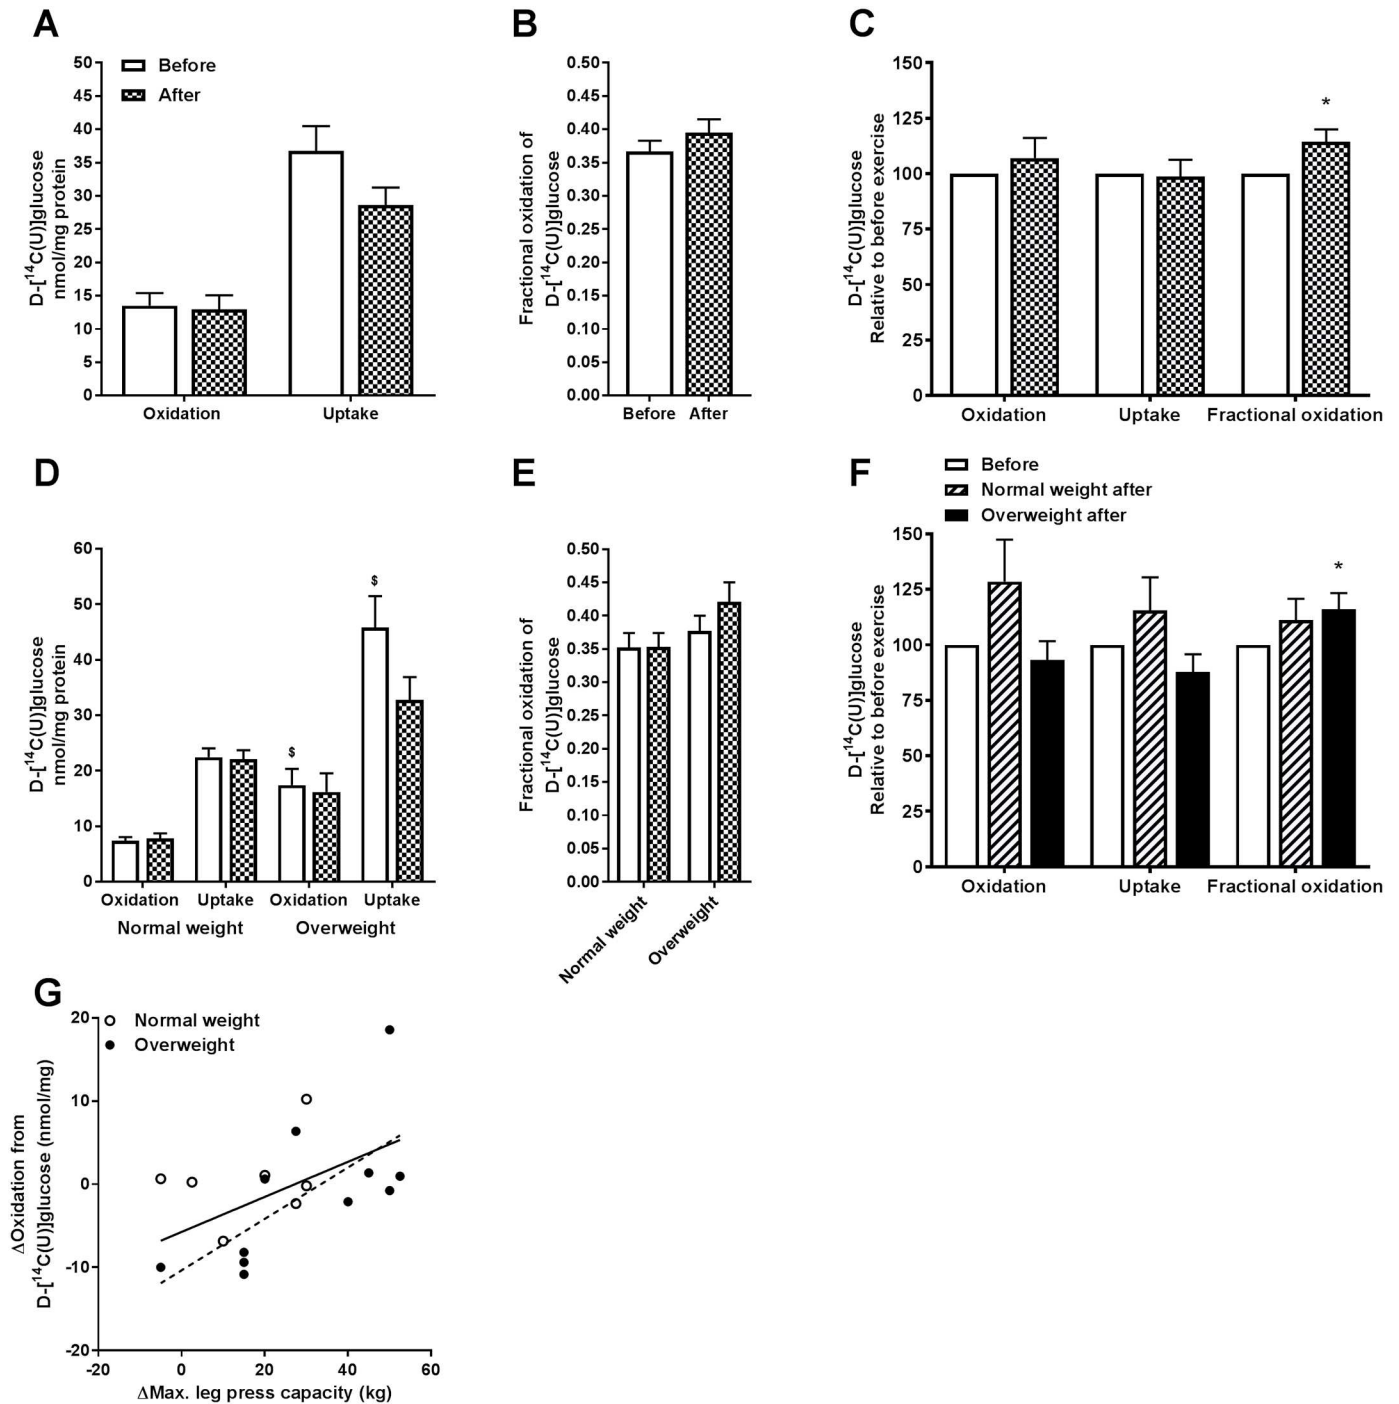 A
B
C
50
45
40
35
30
25
20
15
10
5
0
Before
After
D-[14C(U)]glucose
nmol/mg protein
Oxidation
Uptake
0.50
0.45
0.40
0.35
0.30
0.25
0.20
0.15
0.10
0.05
0.00
Fractional oxidation of
D-[14C(U)]glucose
Before After
150
125
100
75
50
25
0
D-[14C(U)]glucose
Relative to before exercise
*
Oxidation
Uptake
Fractional oxidation
D
E
F
60
50
40
30
20
10
0
D-[14C(U)]glucose
nmol/mg protein
$
$
Oxidation Uptake Oxidation Uptake
Normal weight Overweight
0.50
0.45
0.40
0.35
0.30
0.25
0.20
0.15
0.10
0.05
0.00
Fractional oxidation of
D-[14C(U)]glucose
Normal weight
Overweight
Before
Normal weight after
Overweight after
150
125
100
75
50
25
0
D-[14C(U)]glucose
Relative to before exercise
*
Oxidation
Uptake
Fractional oxidation
G
Normal weight
Overweight
20
10
0
-10
-20
ΔOxidation from
D-[14C(U)]glucose (nmol/mg)
-20 0 20 40 60
ΔMax. leg press capacity (kg)